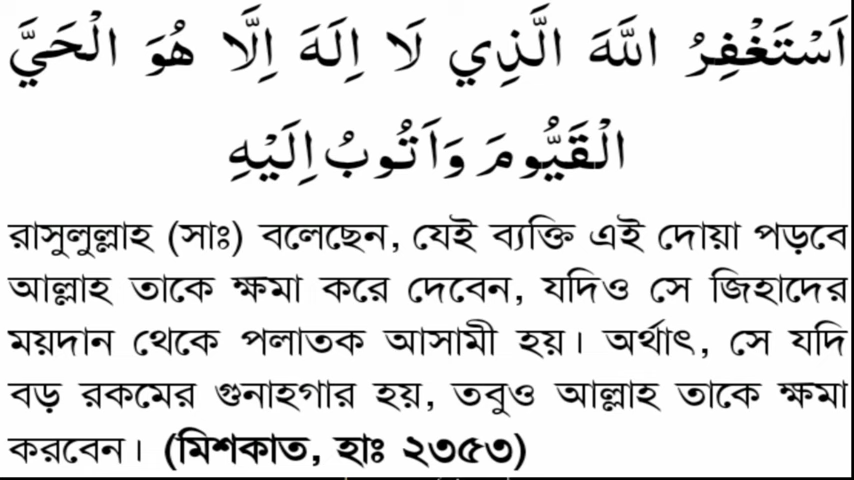 اَسْتَغْفِرُ اللَّهَ الَّذِي لَا اِلَهَ اِلَّا هُوَ الْحَيَّ
الْقَيُّومَ وَاَتُوبُ اِلَيْهِ
রাসুলুল্লাহ (সাঃ) বলেছেন, যেই ব্যক্তি এই দোয়া পড়বে
আল্লাহ তাকে ক্ষমা করে দেবেন, যদিও সে জিহাদের
ময়দান থেকে পলাতক আসামী হয়। অর্থাৎ, সে যদি
বড় রকমের গুনাহগার হয়, তবুও আল্লাহ তাকে ক্ষমা
করবেন। (মিশকাত, হাঃ ২৩৫৩)